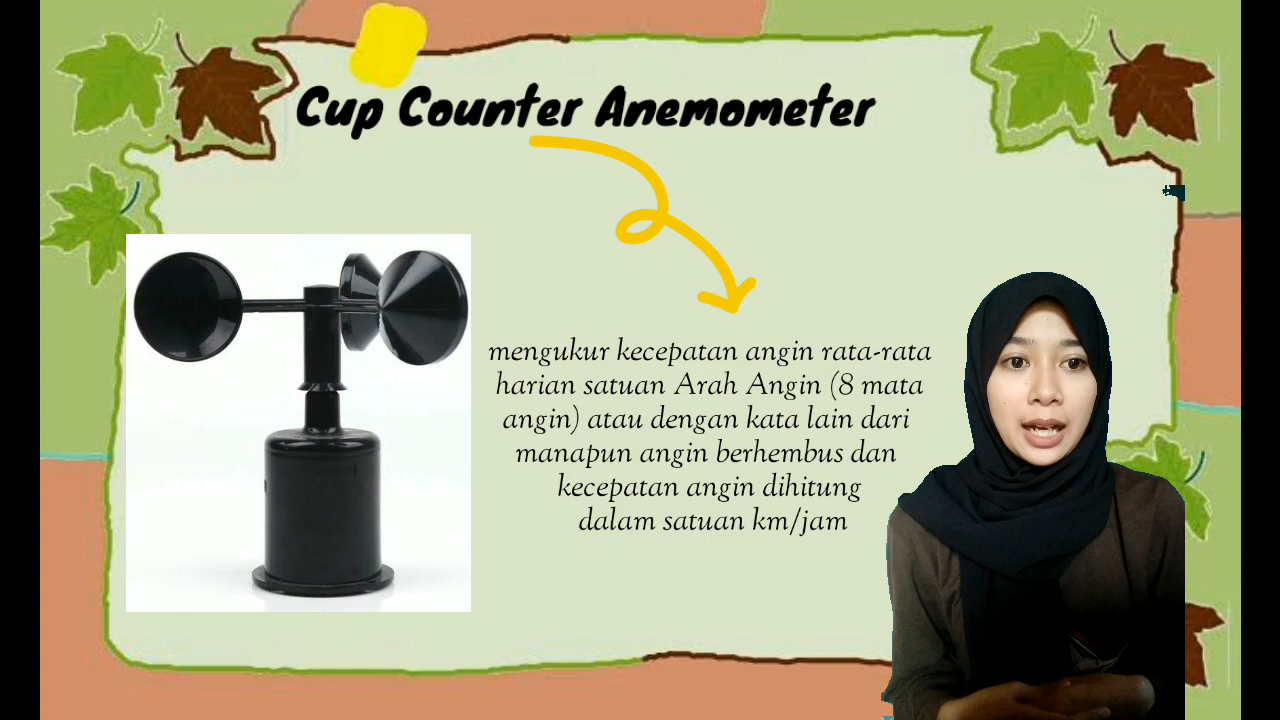 Cup Counter Anemometer
mengukur kecepatan angin rata-rata
harian satuan Arah Angin (8 mata
angin) atau dengan kata lain dari
manapun angin berhembus dan
kecepatan angin dihitung
dalam satuan km/jam